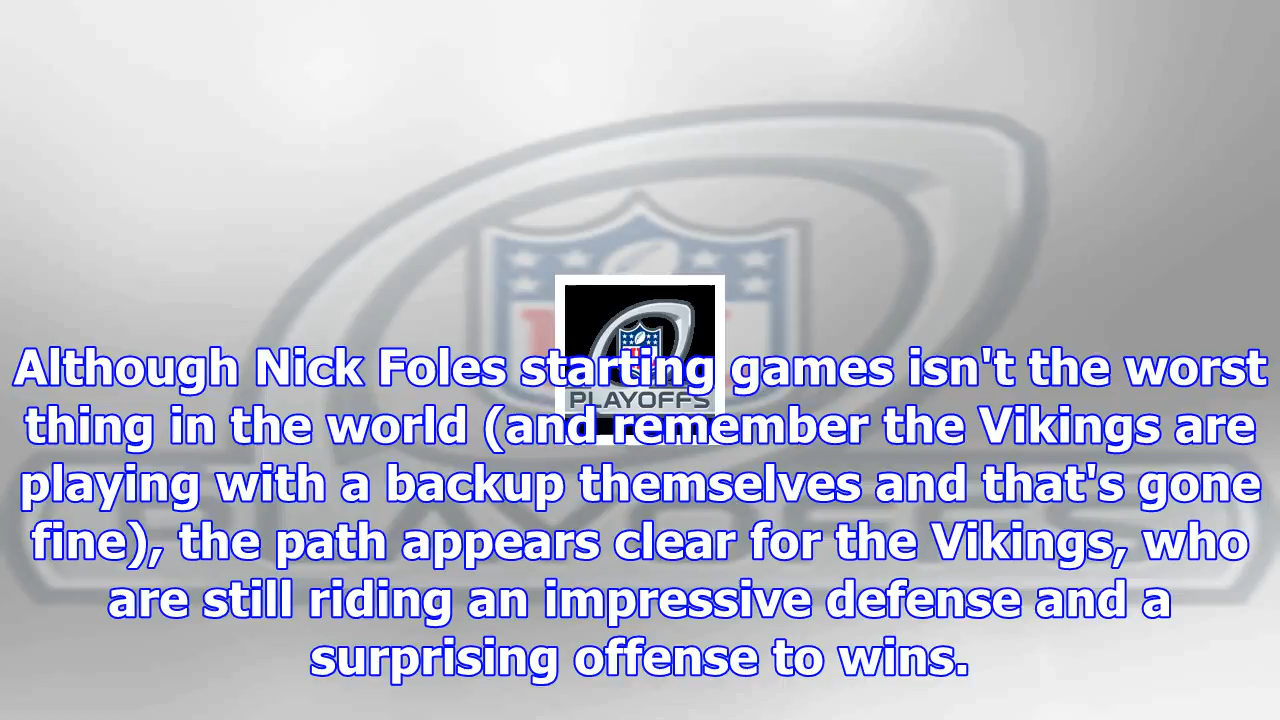 PLAYOFFS
Although Nick Foles starting games isn't the worst
thing in the world (and remember the Vikings are
playing with a backup themselves and that's gone
fine), the path appears clear for the Vikings, who
are still riding an impressive defense and a
surprising offense to wins.